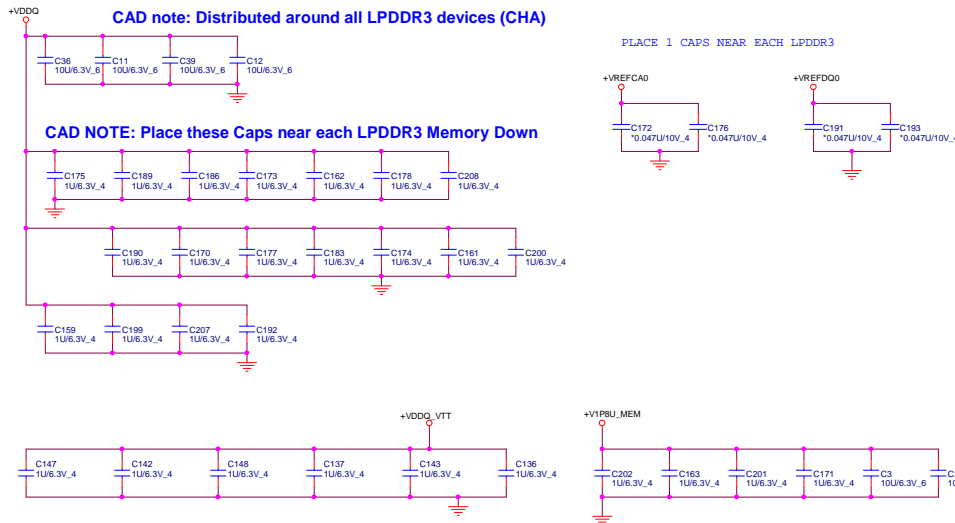 +VDDQ
CAD note: Distributed around all LPDDR3 devices (CHA)
C36 C11 C39 C12
10U/6.3V_6 10U/6.3V_6 10U/6.3V_6 10U/6.3V_6
PLACE 1 CAPS NEAR EACH LPDDR3
+VREFCA0 +VREFDQ0
C172 C176 C191 C193
*0.047U/10V_4 *0.047U/10V_4 *0.047U/10V_4 *0.047U/10V_4
CAD NOTE: Place these Caps near each LPDDR3 Memory Down
C175 C189 C186 C173 C162 C178 C208
1U/6.3V_4 1U/6.3V_4 1U/6.3V_4 1U/6.3V_4 1U/6.3V_4 1U/6.3V_4 1U/6.3V_4
C190 C170 C177 C183 C174 C161 C200
1U/6.3V_4 1U/6.3V_4 1U/6.3V_4 1U/6.3V_4 1U/6.3V_4 1U/6.3V_4 1U/6.3V_4
C159 C199 C207 C192
1U/6.3V_4 1U/6.3V_4 1U/6.3V_4 1U/6.3V_4
+VDDQ_VTT +V1P8U_MEM
C147 C142 C148 C137 C143 C136
1U/6.3V_4 1U/6.3V_4 1U/6.3V_4 1U/6.3V_4 1U/6.3V_4 1U/6.3V_4
C202 C163 C201 C171 C3
1U/6.3V_4 1U/6.3V_4 1U/6.3V_4 1U/6.3V_4 10U/6.3V_6